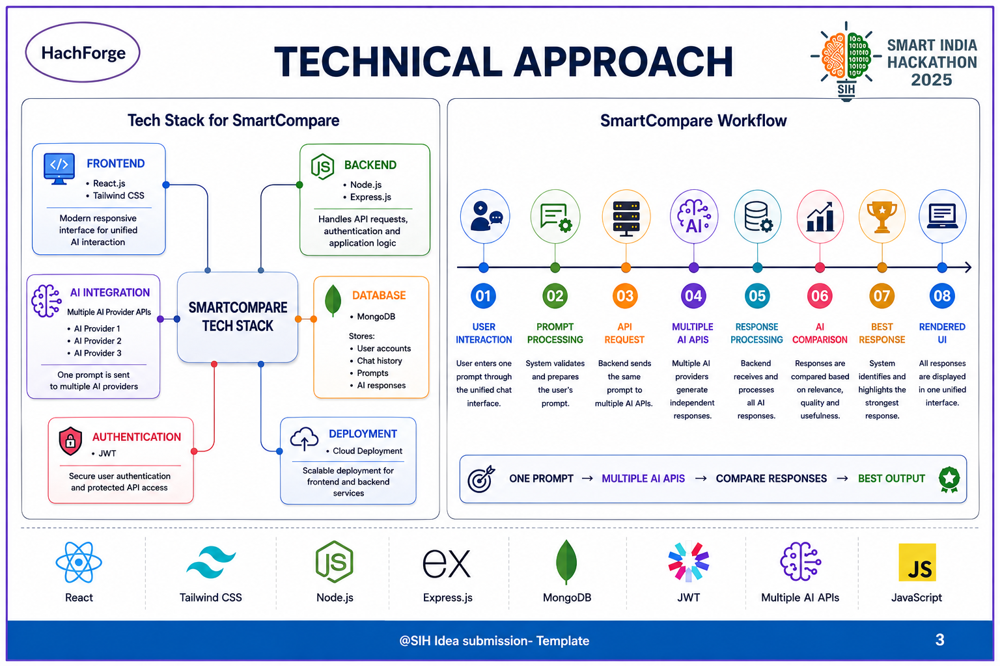 HachForge
TECHNICAL APPROACH
SIH
SMART INDIA
HACKATHON
2025
Tech Stack for SmartCompare
FRONTEND
• React.js
• Tailwind CSS
Modern responsive
interface for unified
AI interaction
BACKEND
• Node.js
• Express.js
Handles API requests,
authentication and
application logic
AI INTEGRATION
Multiple AI Provider APIs
• AI Provider 1
• AI Provider 2
• AI Provider 3
One prompt is sent
to multiple AI providers
SMARTCOMPARE
TECH STACK
DATABASE
• MongoDB
Stores:
• User accounts
• Chat history
• Prompts
• AI responses
AUTHENTICATION
• JWT
Secure user authentication
and protected API access
DEPLOYMENT
• Cloud Deployment
Scalable deployment for
frontend and backend
services
SmartCompare Workflow
AI
01
USER
INTERACTION
User enters one
prompt through
the unified chat
interface.
02
PROMPT
PROCESSING
System validates
and prepares
the user's
prompt.
03
API
REQUEST
Backend sends
the same
prompt to
multiple AI APIs.
04
MULTIPLE
AI APIS
Multiple AI
providers
generate
independent
responses.
05
RESPONSE
PROCESSING
Backend
receives and
processes
all AI
responses.
06
AI
COMPARISON
Responses are
compared based
on relevance,
quality and
usefulness.
07
BEST
RESPONSE
System
identifies and
highlights the
strongest
response.
08
RENDERED
UI
All responses
are displayed
in one unified
interface.
ONE PROMPT → MULTIPLE AI APIS → COMPARE RESPONSES → BEST OUTPUT
React
Tailwind CSS
JS
Node.js
ex
Express.js
MongoDB
JWT
Multiple AI APIs
JS
JavaScript
@SIH Idea submission- Template
3